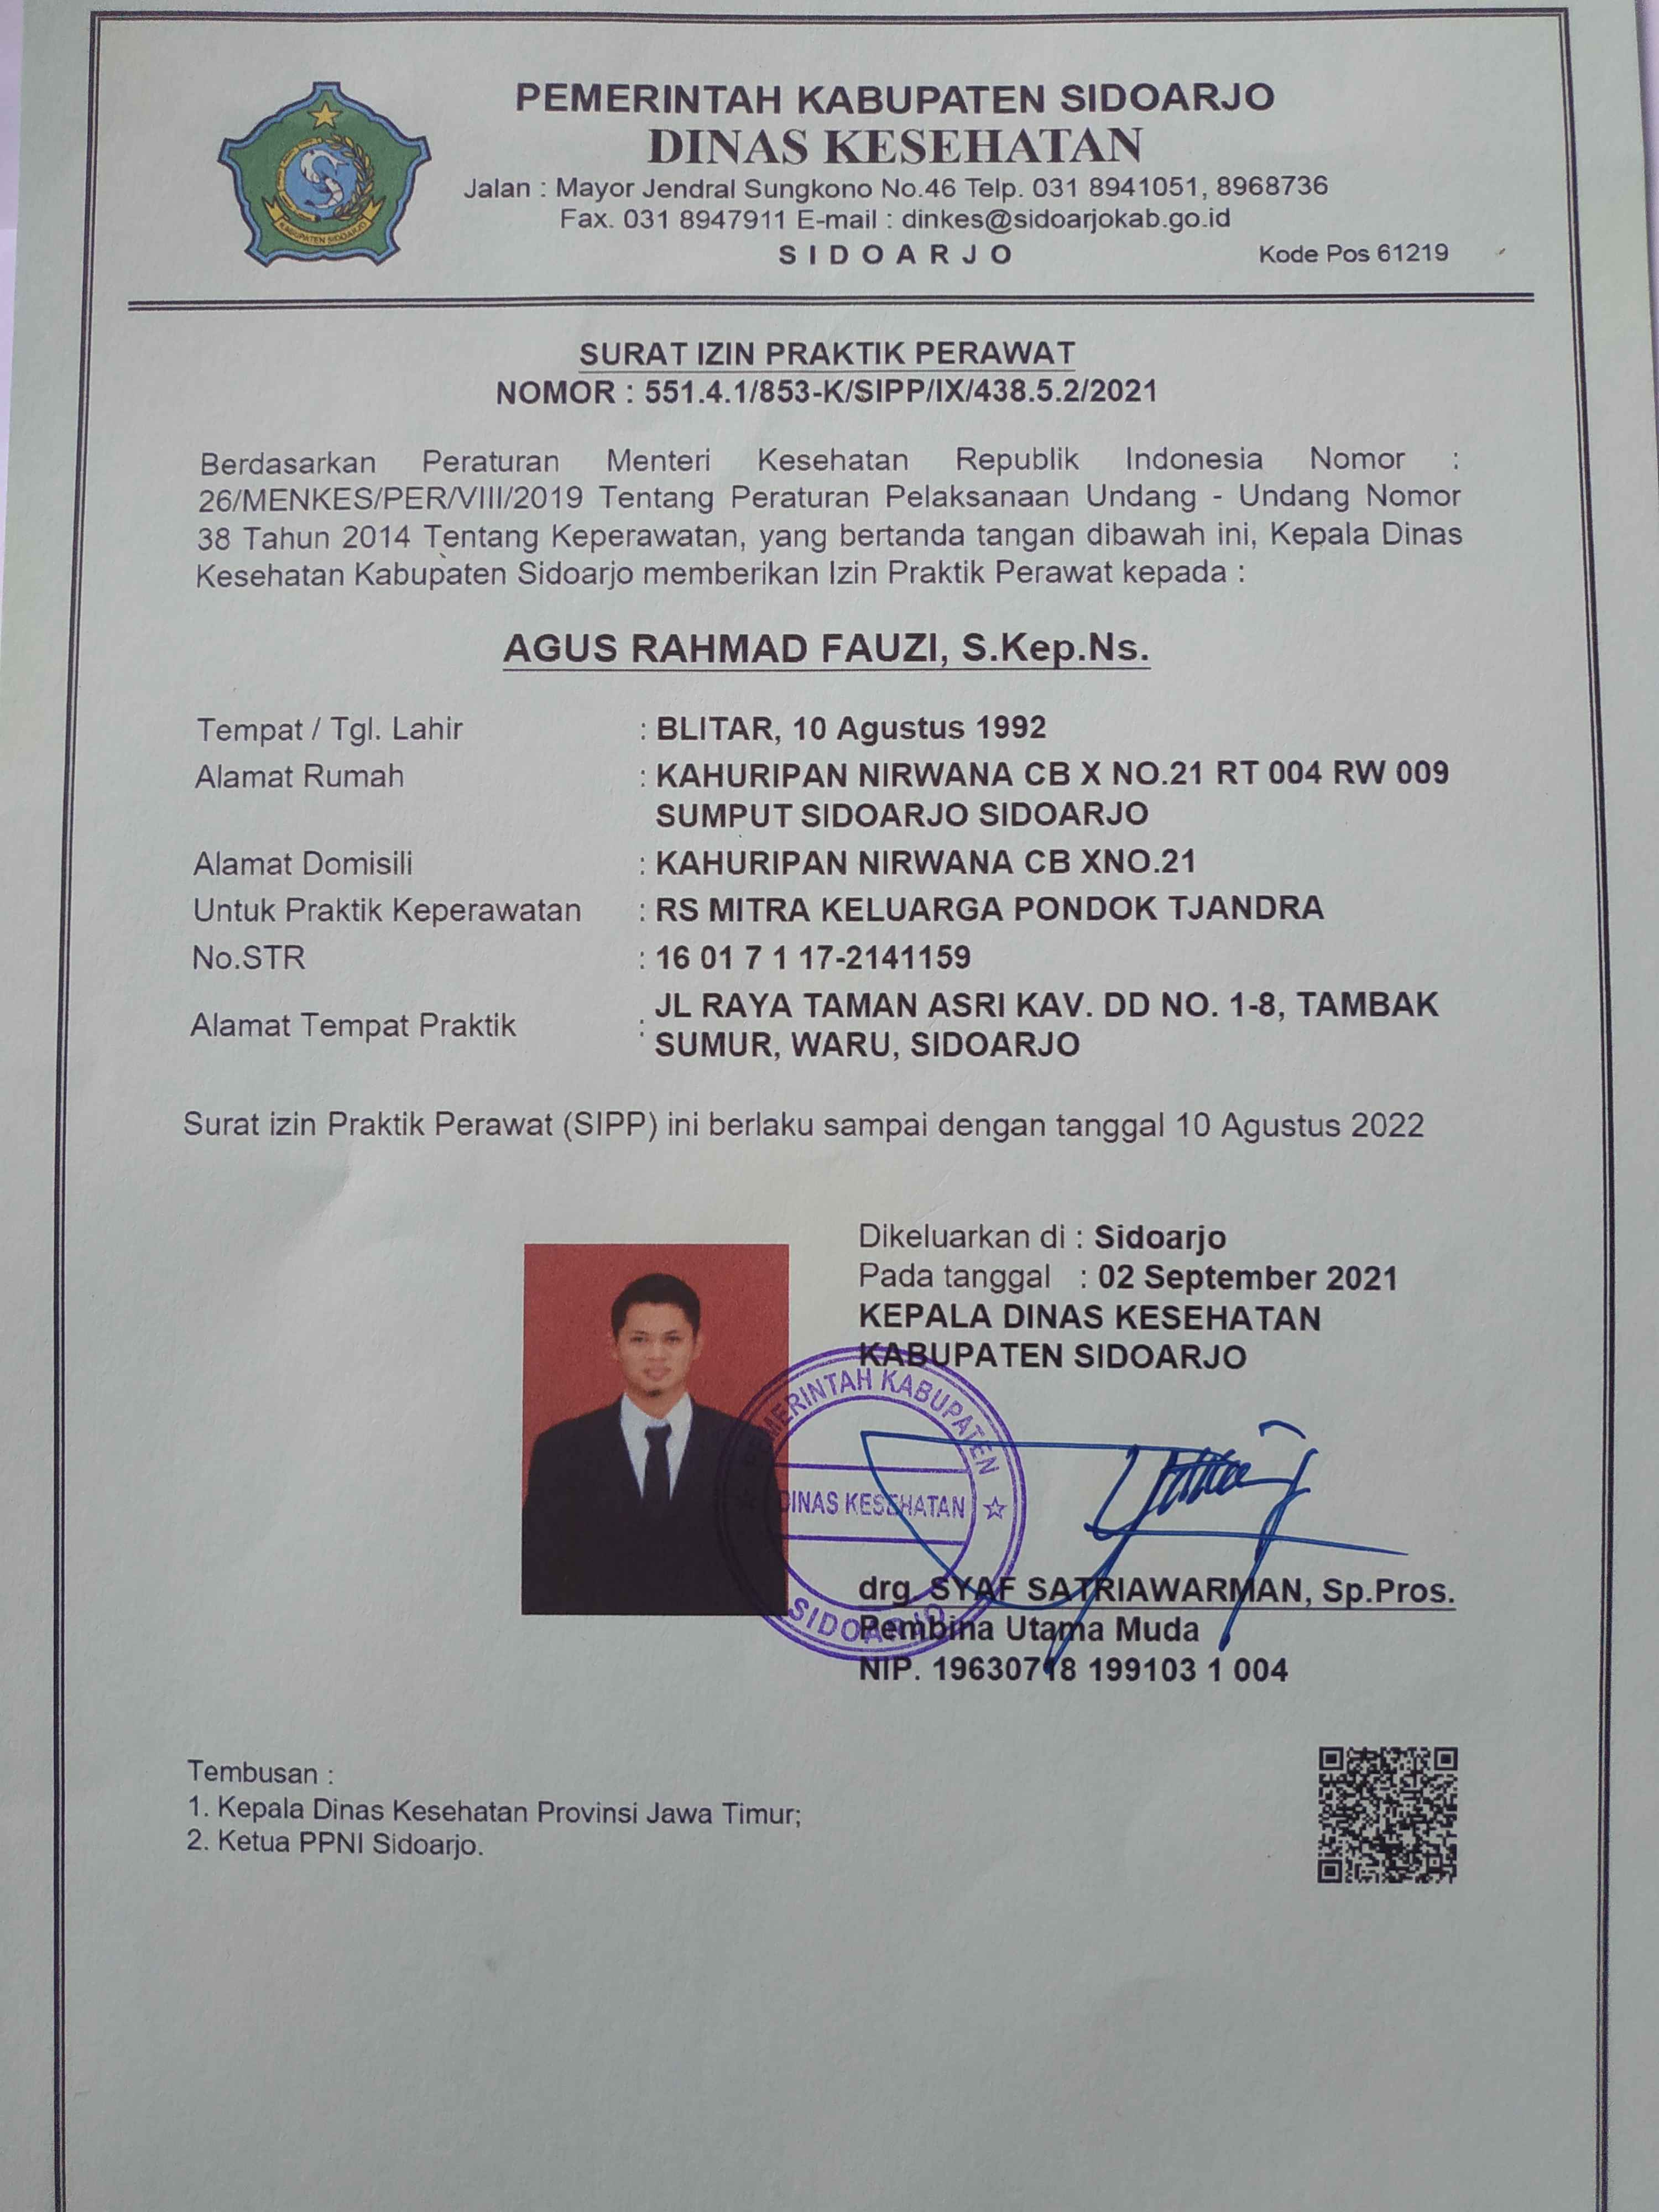 PEMERINTAH KABUPATEN SIDOARJO
DINAS KESEHATAN
Jalan : Mayor Jendral Sungkono No.46 Telp. 031 8941051, 8968736
Fax. 031 8947911 E-mail : dinkes@sidoarjokab.go.id
S I D O A R J O Kode Pos 61219
KABUPATEN SIDOARJO
SURAT IZIN PRAKTIK PERAWAT
NOMOR : 551.4.1/853-K/SIPP/IX/438.5.2/2021
Berdasarkan Peraturan Menteri Kesehatan Republik Indonesia Nomor :
26/MENKES/PER/VIII/2019 Tentang Peraturan Pelaksanaan Undang - Undang Nomor
38 Tahun 2014 Tentang Keperawatan, yang bertanda tangan dibawah ini, Kepala Dinas
Kesehatan Kabupaten Sidoarjo memberikan Izin Praktik Perawat kepada :
AGUS RAHMAD FAUZI, S.Kep.Ns.
Tempat / Tgl. Lahir : BLITAR, 10 Agustus 1992
Alamat Rumah : KAHURIPAN NIRWANA CB X NO.21 RT 004 RW 009
SUMPUT SIDOARJO SIDOARJO
Alamat Domisili : KAHURIPAN NIRWANA CB XNO.21
Untuk Praktik Keperawatan : RS MITRA KELUARGA PONDOK TJANDRA
No.STR : 16 01 7 1 17-2141159
Alamat Tempat Praktik : JL RAYA TAMAN ASRI KAV. DD NO. 1-8, TAMBAK
SUMUR, WARU, SIDOARJO
Surat izin Praktik Perawat (SIPP) ini berlaku sampai dengan tanggal 10 Agustus 2022
Dikeluarkan di : Sidoarjo
Pada tanggal : 02 September 2021
KEPALA DINAS KESEHATAN
KABUPATEN SIDOARJO
PEMERINTAH KABUPATEN
DINAS KESEHATAN
SIDOARJO
drg. SYAF SATRIAWARMAN, Sp.Pros.
Pembina Utama Muda
NIP. 19630718 199103 1 004
Tembusan :
1. Kepala Dinas Kesehatan Provinsi Jawa Timur;
2. Ketua PPNI Sidoarjo.